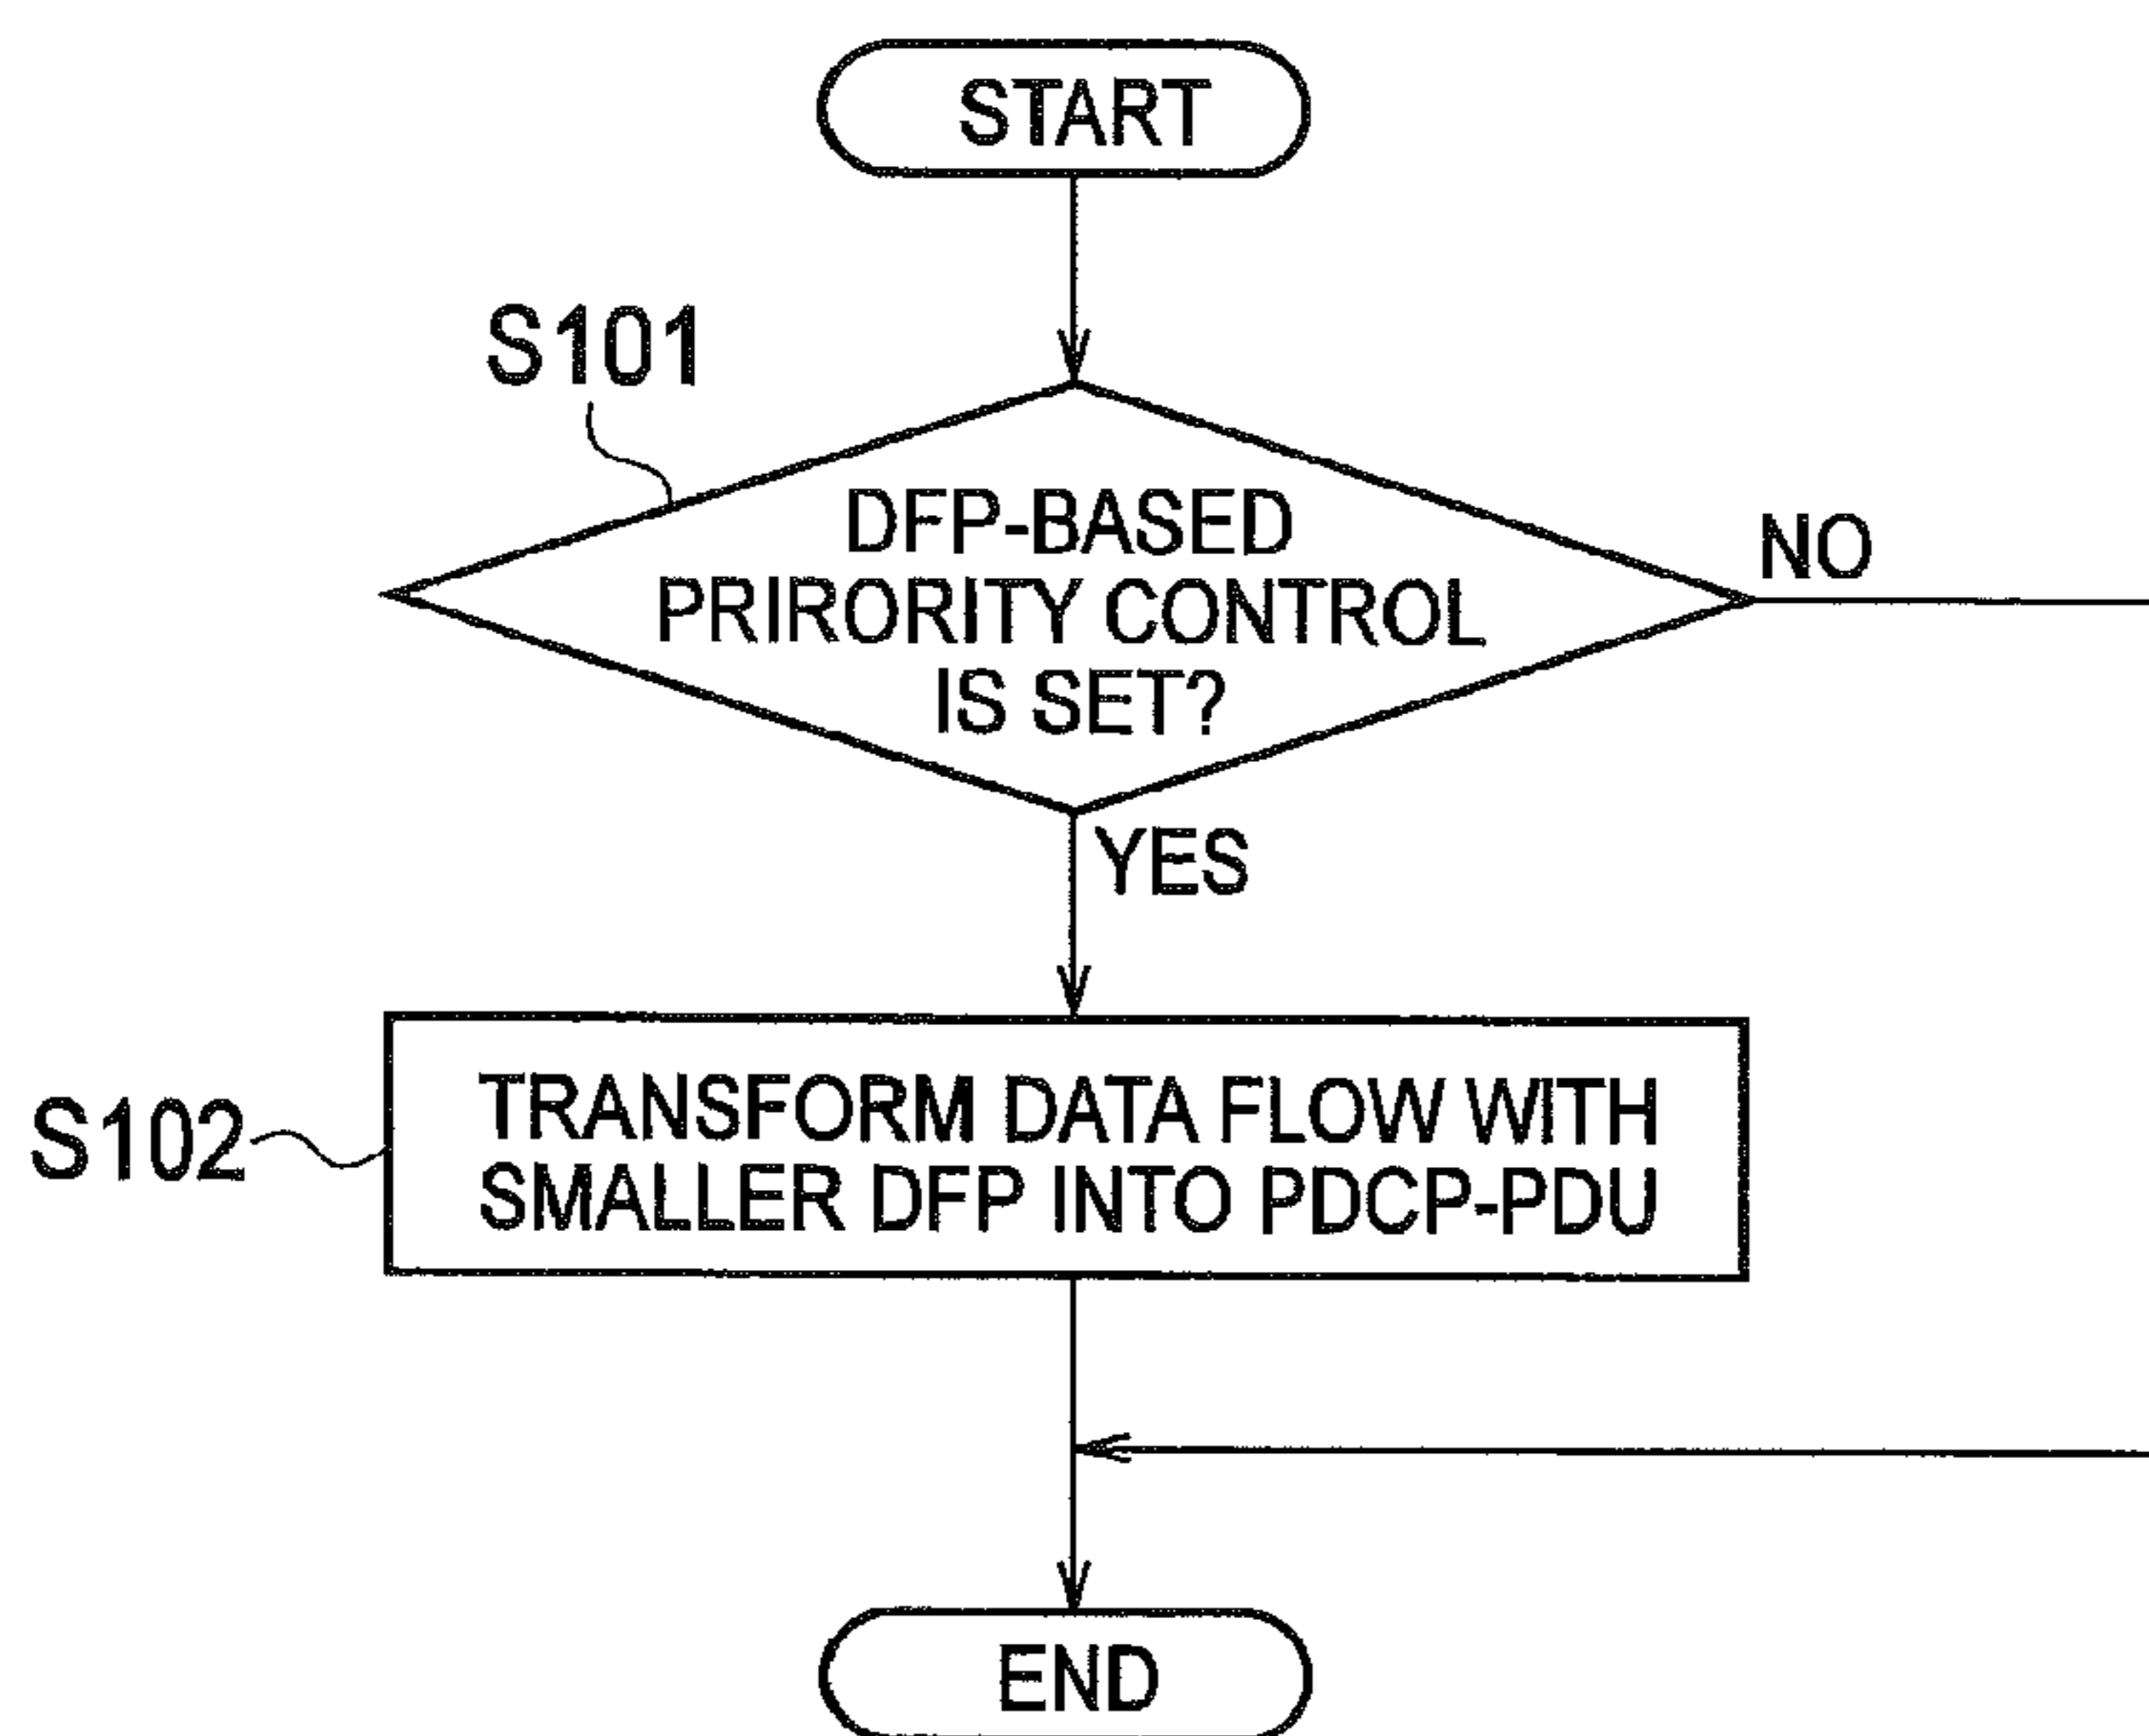 START
S101
DFP-BASED
PRIRORITY CONTROL
IS SET?
NO
YES
S102
TRANSFORM DATA FLOW WITH
SMALLER DFP INTO PDCP-PDU
END